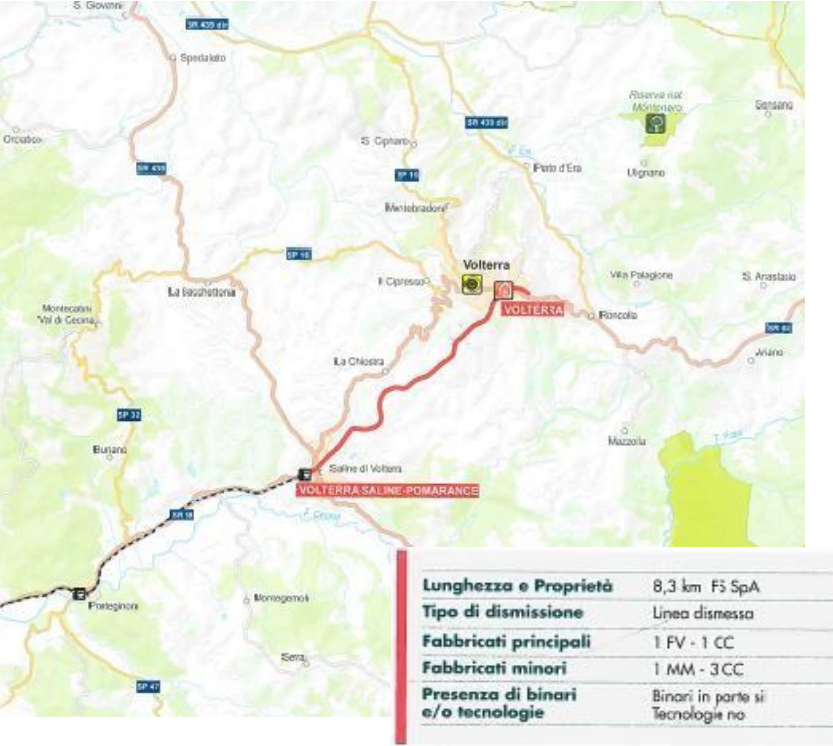 S. Giovanni
SR 439 dir
Spedaletto
Riserva nat
Montenero
Sensano
Orciatico
SR 439 dir
S. Cipriano
F. Era
Ponte d'Era
Ulignano
SR 439
SP 16
Montebradoni
Volterra
SP 16
Il Cipresso
Villa Palagione
S. Anastasio
La Bacchettona
VOLTERRA
Roncolla
Montecatini
Val di Cecina
SR 68
Ariano
La Chiostra
SP 32
Mazzolla
Buriano
Saline di Volterra
VOLTERRA-SALINE-POMARANCE
F. Cecina
SR 68
Ponteginori
Montegemoli
Serra
SP 47
Lunghezza e Proprietà 8,3 km FS SpA
Tipo di dismissione Linea dismessa
Fabbricati principali 1 FV - 1 CC
Fabbricati minori 1 MM - 3 CC
Presenza di binari Binari in parte si
e/o tecnologie Tecnologie no